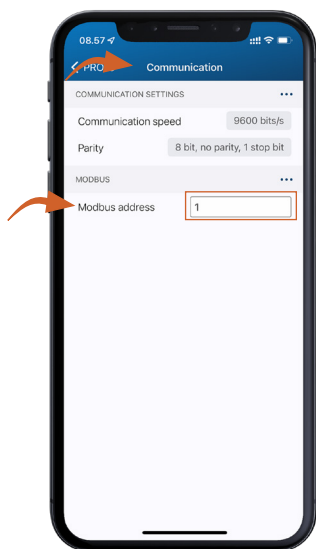 08.57
PRO
Communication
COMMUNICATION SETTINGS
Communication speed 9600 bits/s
Parity 8 bit, no parity, 1 stop bit
MODBUS
Modbus address 1